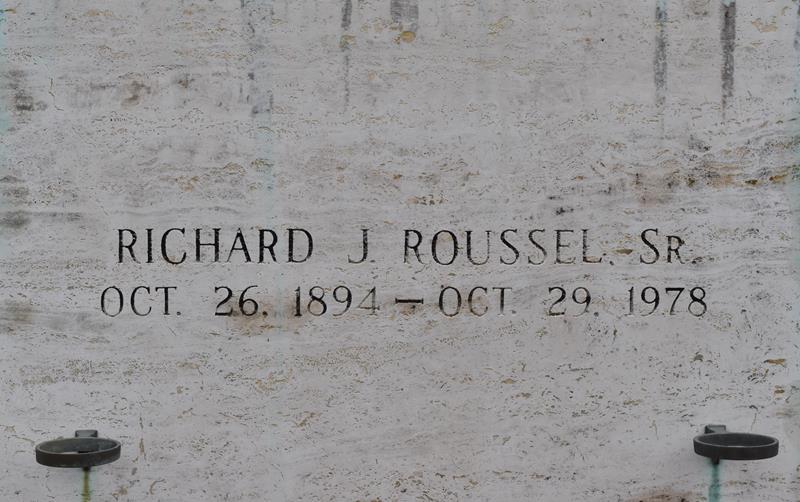 RICHARD J. ROUSSEL, SR.
OCT. 26, 1894 — OCT. 29, 1978